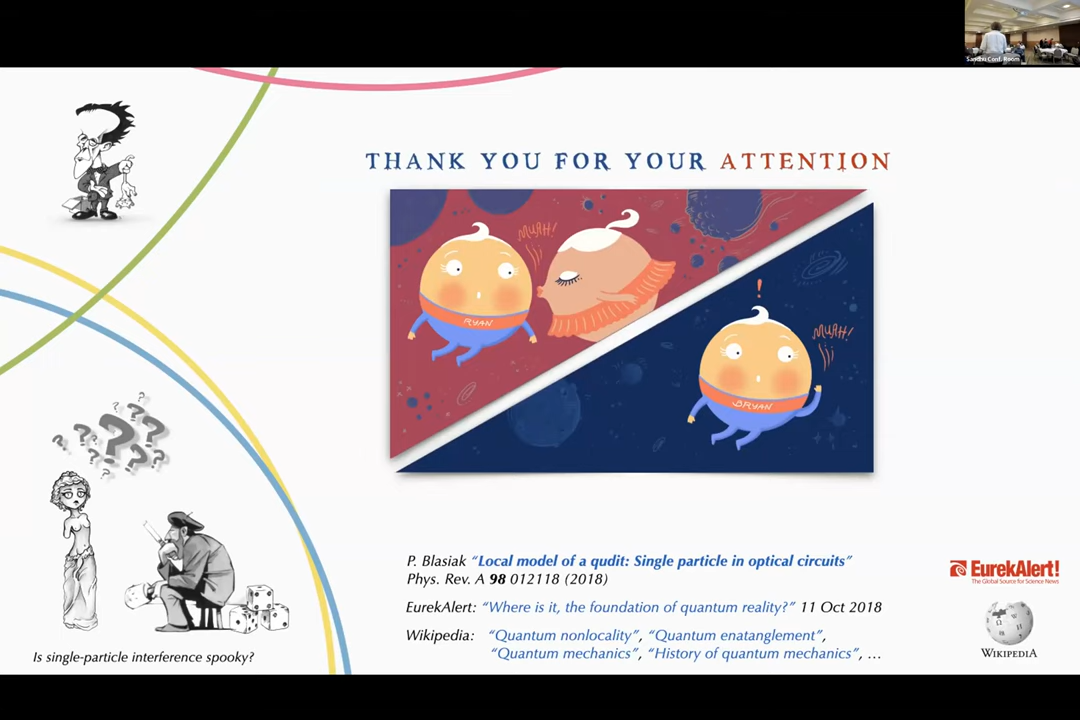 Sandhu Conf. Room
THANK YOU FOR YOUR ATTENTION
MUAH!
RYAN
!
MUAH!
BRYAN
? ? ? ? ? ? ? ? ? ?
P. Blasiak “Local model of a qudit: Single particle in optical circuits”
Phys. Rev. A 98 012118 (2018)
EurekAlert!
The Global Source for Science News
EurekAlert: “Where is it, the foundation of quantum reality?” 11 Oct 2018
Wikipedia: “Quantum nonlocality”, “Quantum enatanglement”,
“Quantum mechanics”, “History of quantum mechanics”, …
WIKIPEDIA
Is single-particle interference spooky?